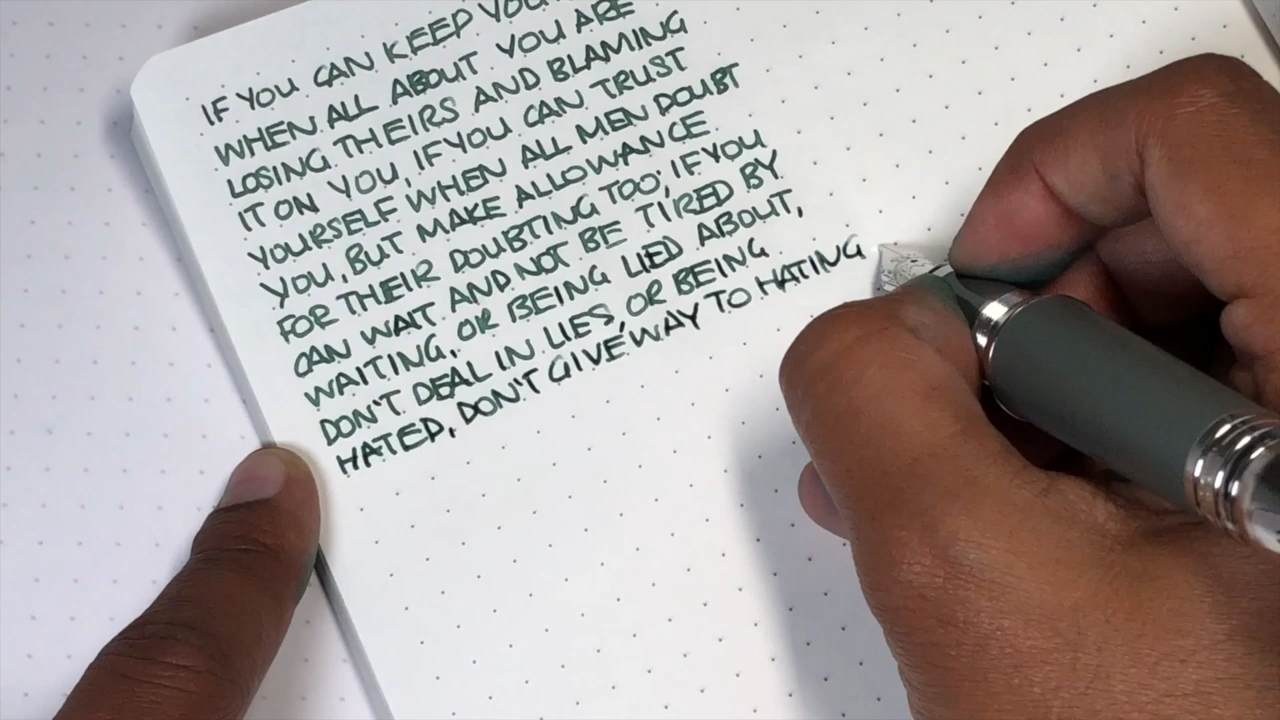 IF YOU CAN KEEP
WHEN ALL ABOUT YOU ARE
LOSING THEIRS AND BLAMING
IT ON YOU, IF YOU CAN TRUST
YOURSELF WHEN ALL MEN DOUBT
YOU, BUT MAKE ALLOWANCE
FOR THEIR DOUBTING TOO; IF YOU
CAN WAIT AND NOT BE TIRED BY
WAITING, OR BEING LIED ABOUT,
DON'T DEAL IN LIES, OR BEING
HATED, DON'T GIVE WAY TO HATING